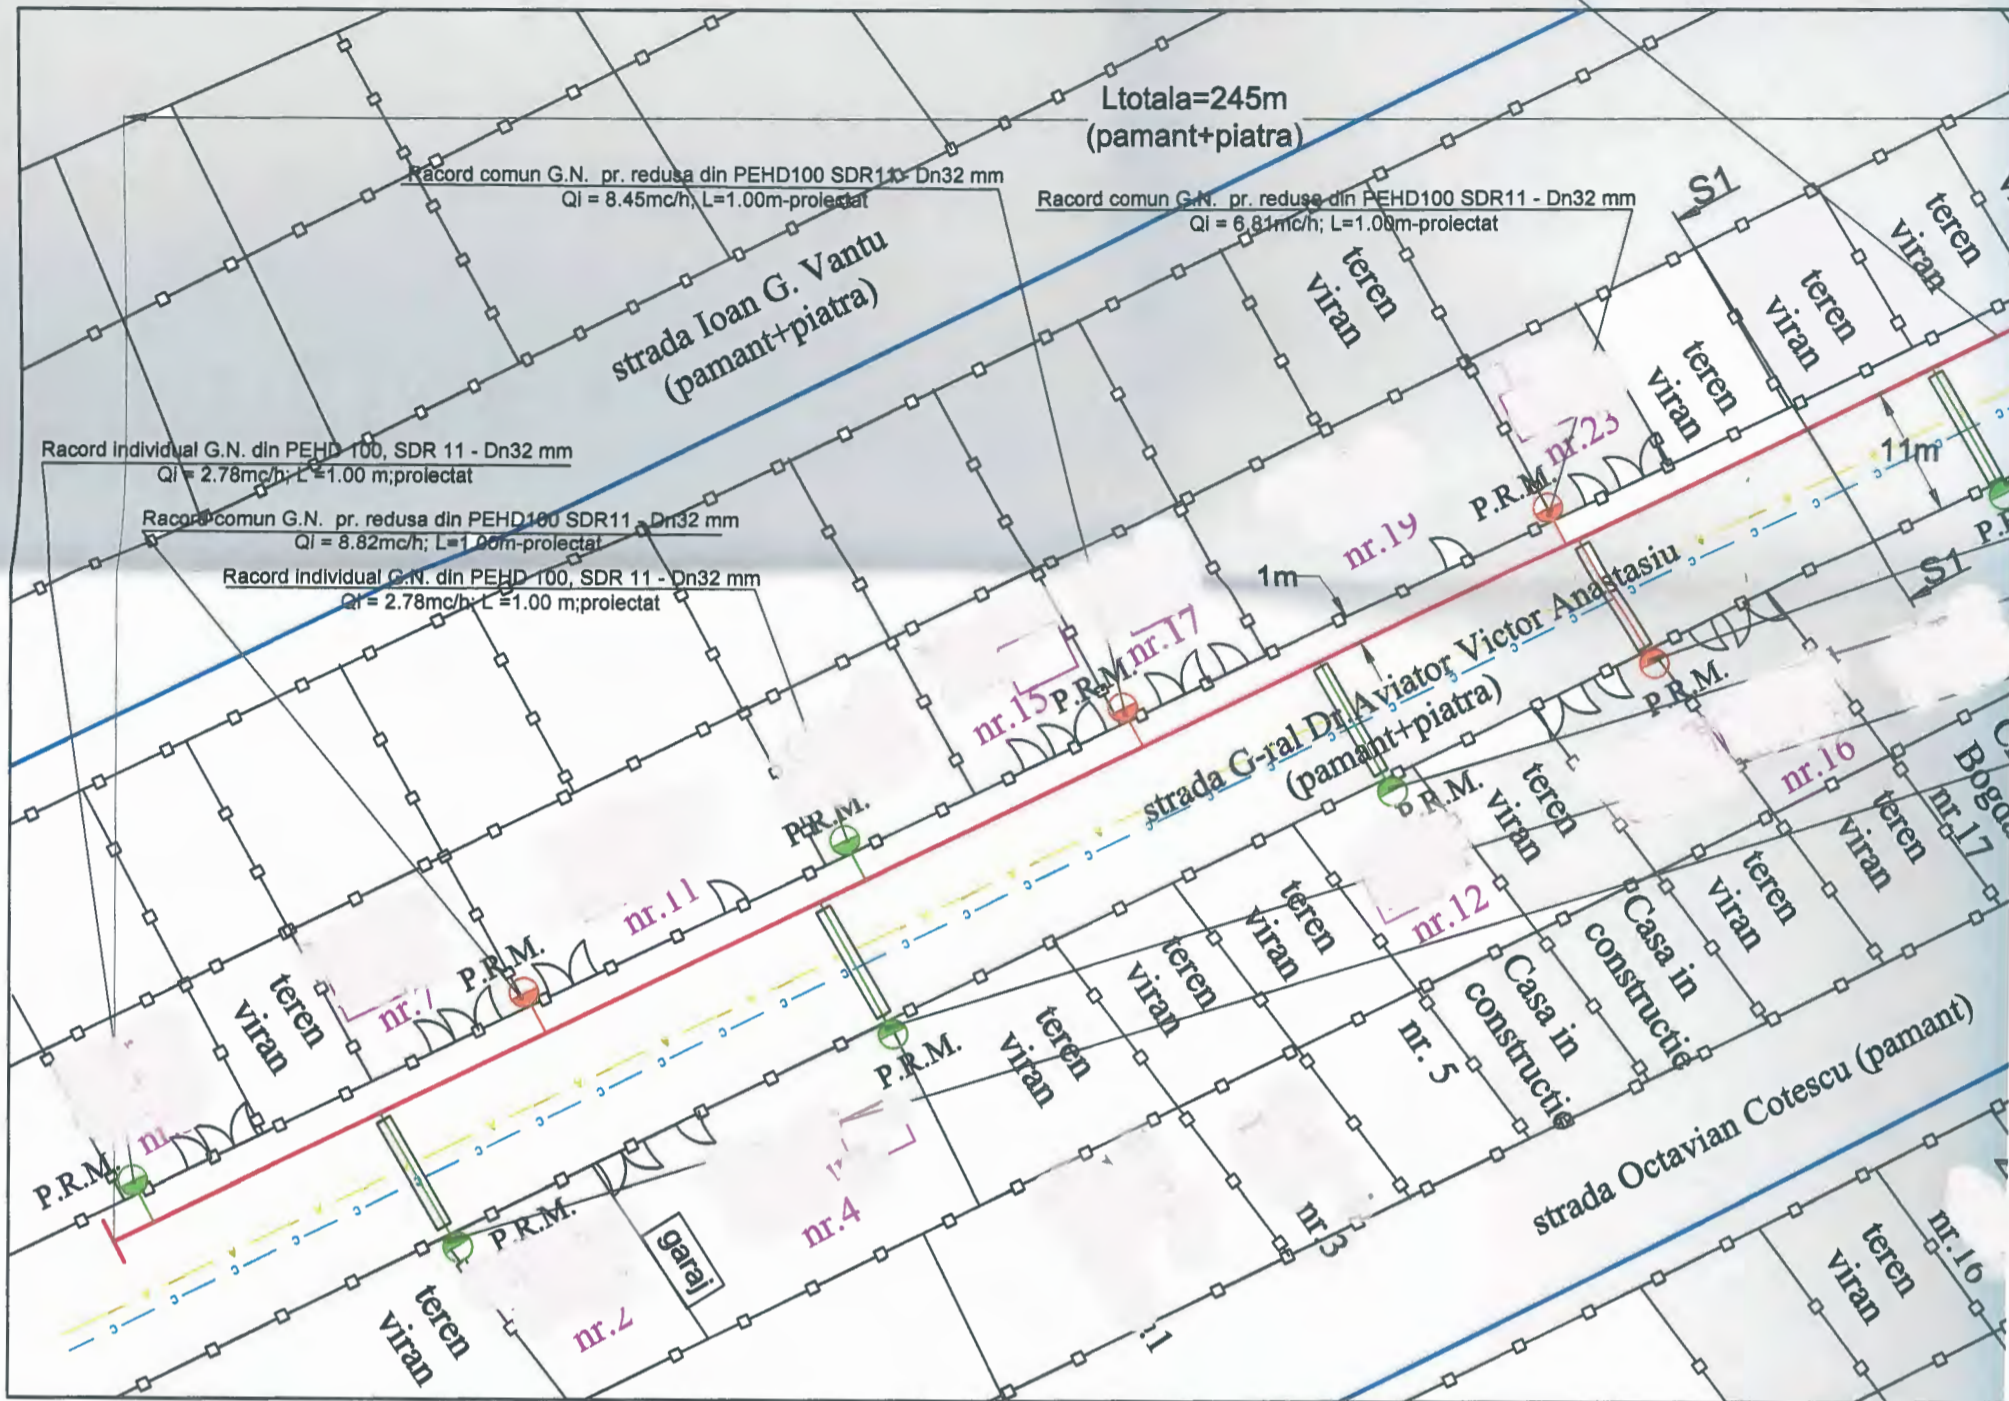 Ltotala=245m
(pamant+piatra)
Racord comun G.N. pr. redusa din PEHD100 SDR11 - Dn32 mm
Qi = 8.45mc/h; L=1.00m-proiectat
Racord comun G.N. pr. redusa din PEHD100 SDR11 - Dn32 mm
Qi = 6,81mc/h; L=1.00m-proiectat
S1
teren
viran
teren
viran
teren
viran
teren
viran
strada Ioan G. Vantu
(pamant+piatra)
Racord individual G.N. din PEHD 100, SDR 11 - Dn32 mm
Qi = 2.78mc/h; L =1.00 m;proiectat
Racord comun G.N. pr. redusa din PEHD100 SDR11 - Dn32 mm
Qi = 8.82mc/h; L=1.00m-proiectat
Racord individual G.N. din PEHD 100, SDR 11 - Dn32 mm
Qi = 2.78mc/h; L =1.00 m;proiectat
nr.23
11m
P.R.M.
nr.19
1m
S1
nr.17
P.R.M.
nr.15
strada G-ral Dr.Aviator Victor Anastasiu
(pamant+piatra)
P.R.M.
nr.16
P.R.M.
teren
viran
teren
viran
nr.17
P.R.M.
nr.11
nr.12
teren
viran
teren
viran
teren
viran
teren
viran
Casa in
constructie
Casa in
constructie
nr. 5
P.R.M.
nr.7
teren
viran
P.R.M.
P.R.M.
P.R.M.
nr.4
garaj
nr.2
teren
viran
nr.3
strada Octavian Cotescu (pamant)
teren
viran
nr.16